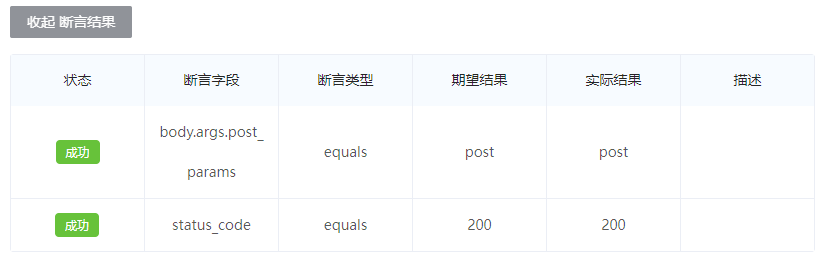 收起 断言结果
状态 断言字段 断言类型 期望结果 实际结果 描述
成功 body.args.post_
params equals post post
成功 status_code equals 200 200